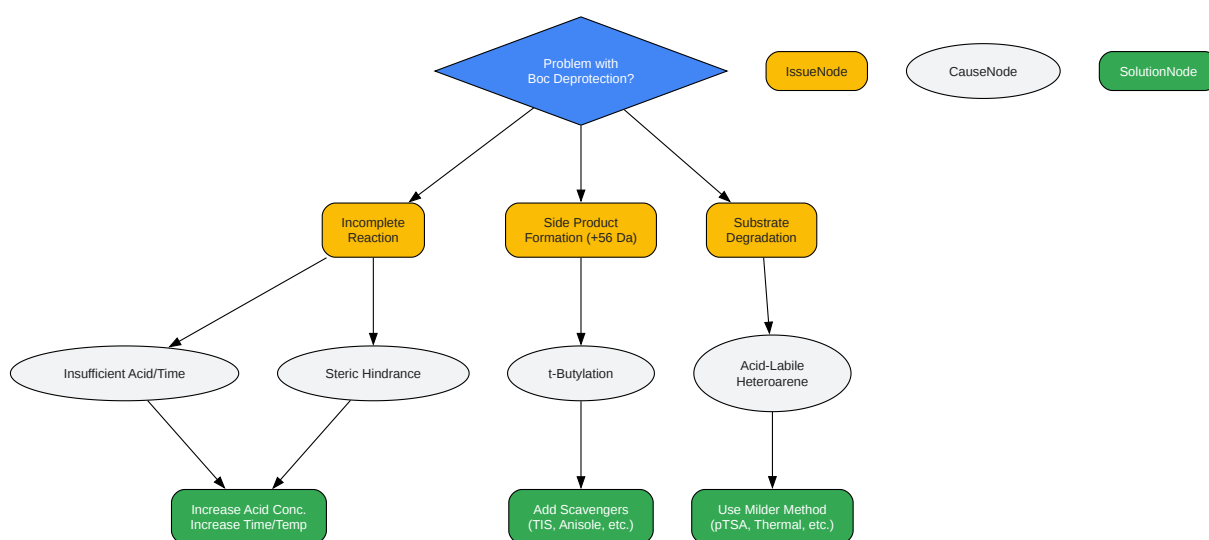 Problem with
Boc Deprotection?
IssueNode
CauseNode
SolutionNode
Incomplete
Reaction
Side Product
Formation (+56 Da)
Substrate
Degradation
Insufficient Acid/Time
Steric Hindrance
t-Butylation
Acid-Labile
Heteroarene
Increase Acid Conc.
Increase Time/Temp
Add Scavengers
(TIS, Anisole, etc.)
Use Milder Method
(pTSA, Thermal, etc.)